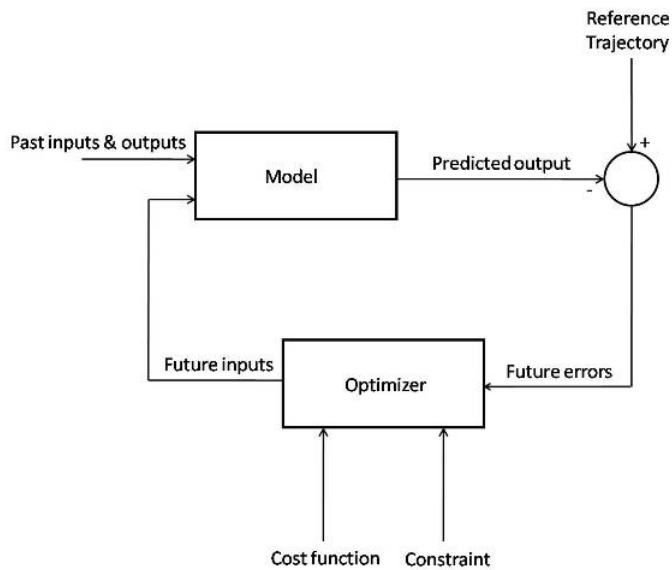 Reference
Trajectory
Past inputs & outputs
+
Model
Predicted output
-
Future inputs
Optimizer
Future errors
Cost function
Constraint